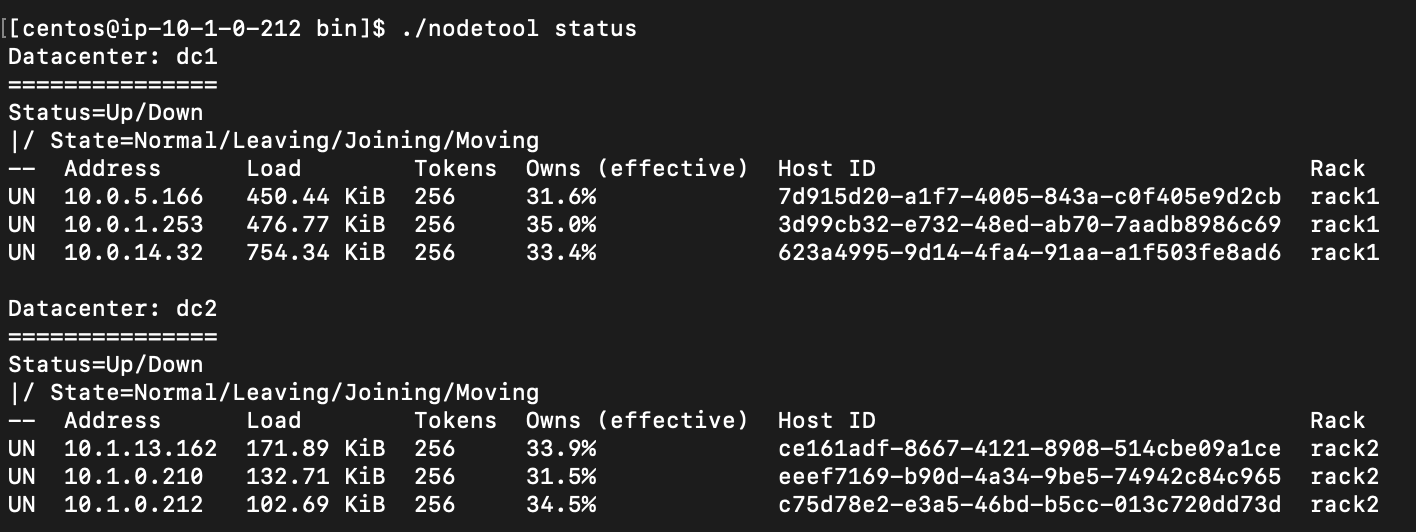 [[centos@ip-10-1-0-212 bin]$ ./nodetool status
Datacenter: dc1
===============
Status=Up/Down
|/ State=Normal/Leaving/Joining/Moving
--  Address      Load        Tokens  Owns (effective)  Host ID                               Rack
UN  10.0.5.166   450.44 KiB  256     31.6%             7d915d20-a1f7-4005-843a-c0f405e9d2cb  rack1
UN  10.0.1.253   476.77 KiB  256     35.0%             3d99cb32-e732-48ed-ab70-7aadb8986c69  rack1
UN  10.0.14.32   754.34 KiB  256     33.4%             623a4995-9d14-4fa4-91aa-a1f503fe8ad6  rack1

Datacenter: dc2
===============
Status=Up/Down
|/ State=Normal/Leaving/Joining/Moving
--  Address      Load        Tokens  Owns (effective)  Host ID                               Rack
UN  10.1.13.162  171.89 KiB  256     33.9%             ce161adf-8667-4121-8908-514cbe09a1ce  rack2
UN  10.1.0.210   132.71 KiB  256     31.5%             eeef7169-b90d-4a34-9be5-74942c84c965  rack2
UN  10.1.0.212   102.69 KiB  256     34.5%             c75d78e2-e3a5-46bd-b5cc-013c720dd73d  rack2